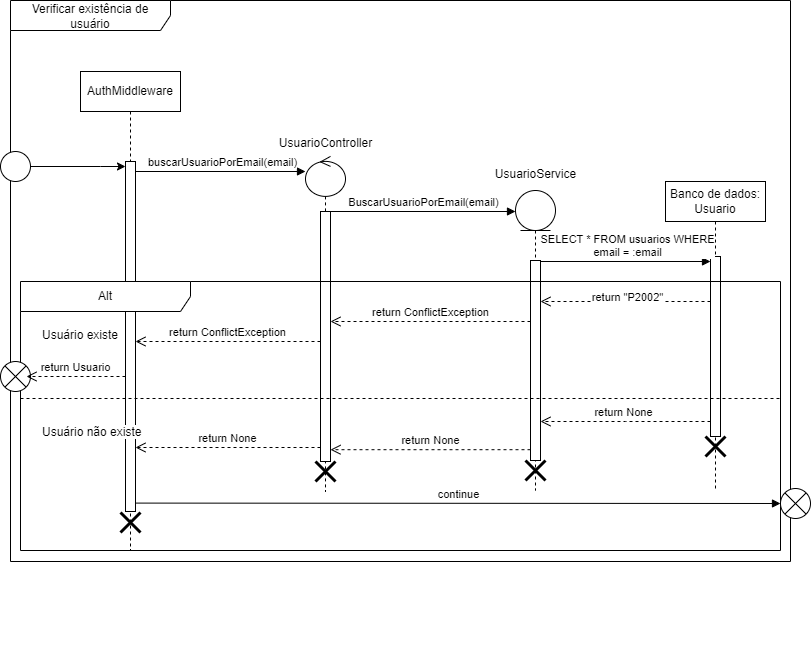 Verificar existência de
usuário
AuthMiddleware
UsuarioController
buscarUsuarioPorEmail(email)
UsuarioService
BuscarUsuarioPorEmail(email)
Banco de dados:
Usuario
SELECT * FROM usuarios WHERE
email = :email
Alt
return "P2002"
return ConflictException
return ConflictException
Usuário existe
return Usuario
return None
return None
return None
Usuário não existe
continue